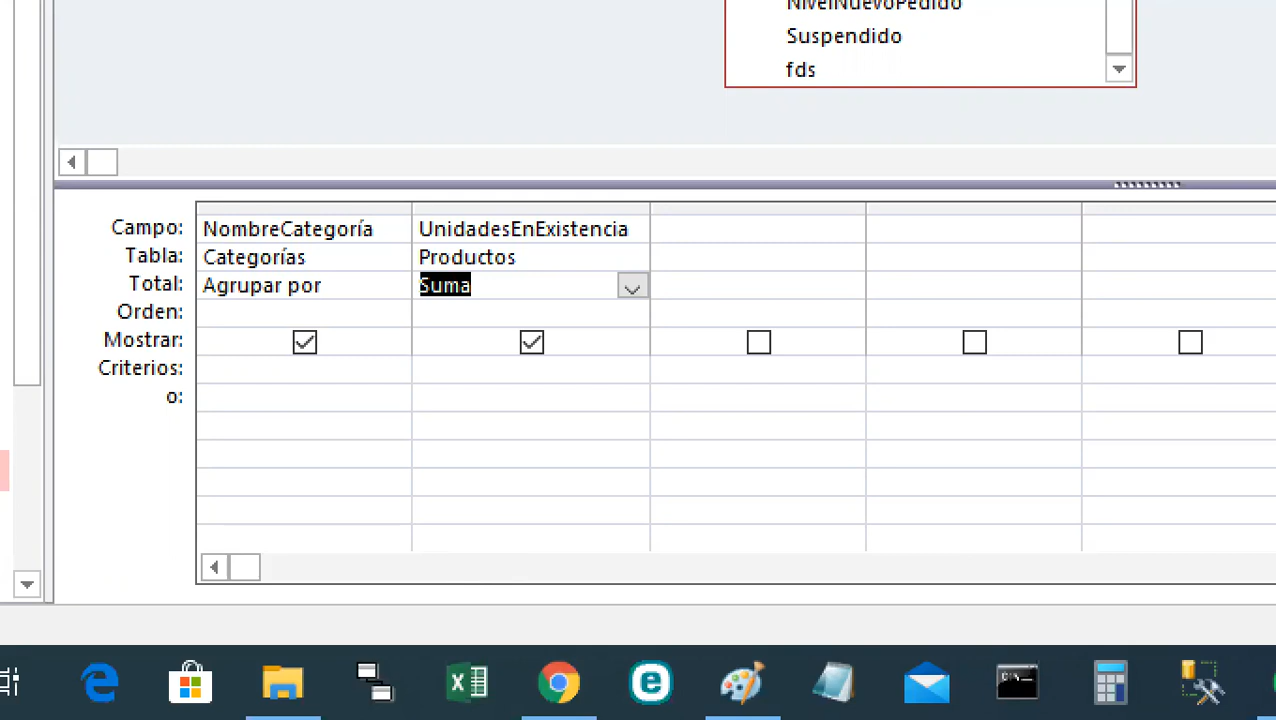 NivelNuevoPedido
Suspendido
fds
Campo: NombreCategoría UnidadesEnExistencia
Tabla: Categorías Productos
Total: Agrupar por Suma
Orden:
Mostrar:
Criterios:
o: